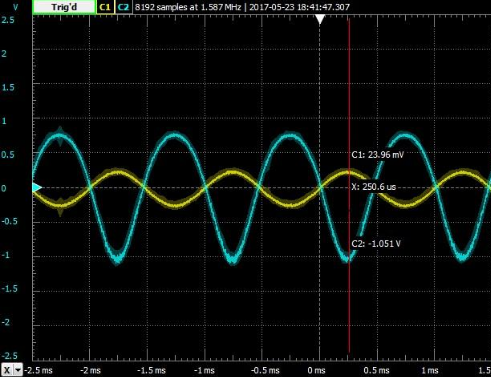 V Trig'd C1 C2 8192 samples at 1.587 MHz | 2017-05-23 18:41:47.307
2.5
2
1.5
1
0.5
C1: 23.96 mV
0
X: 250.6 us
-0.5
C2: -1.051 V
-1
-1.5
-2
-2.5
X -2.5 ms -2 ms -1.5 ms -1 ms -0.5 ms 0 ms 0.5 ms 1 ms 1.5